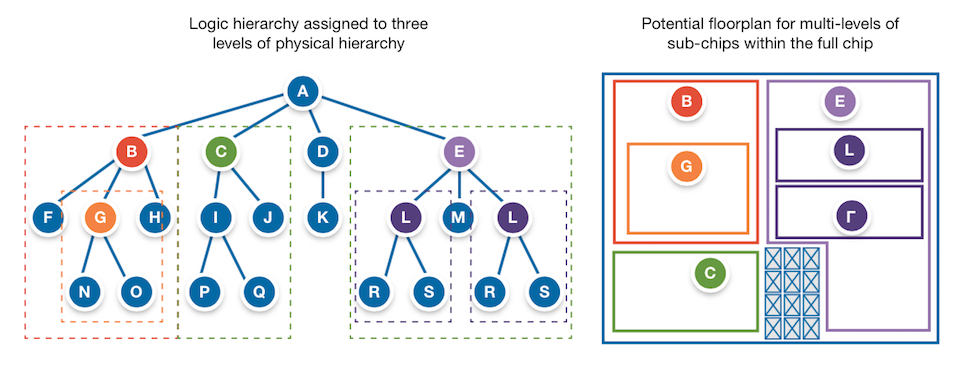 Logic hierarchy assigned to three
levels of physical hierarchy
A
B
C
D
E
F
G
H
I
J
K
L
M
L
N
O
P
Q
R
S
R
S
Potential floorplan for multi-levels of
sub-chips within the full chip
B
E
L
G
Γ
C